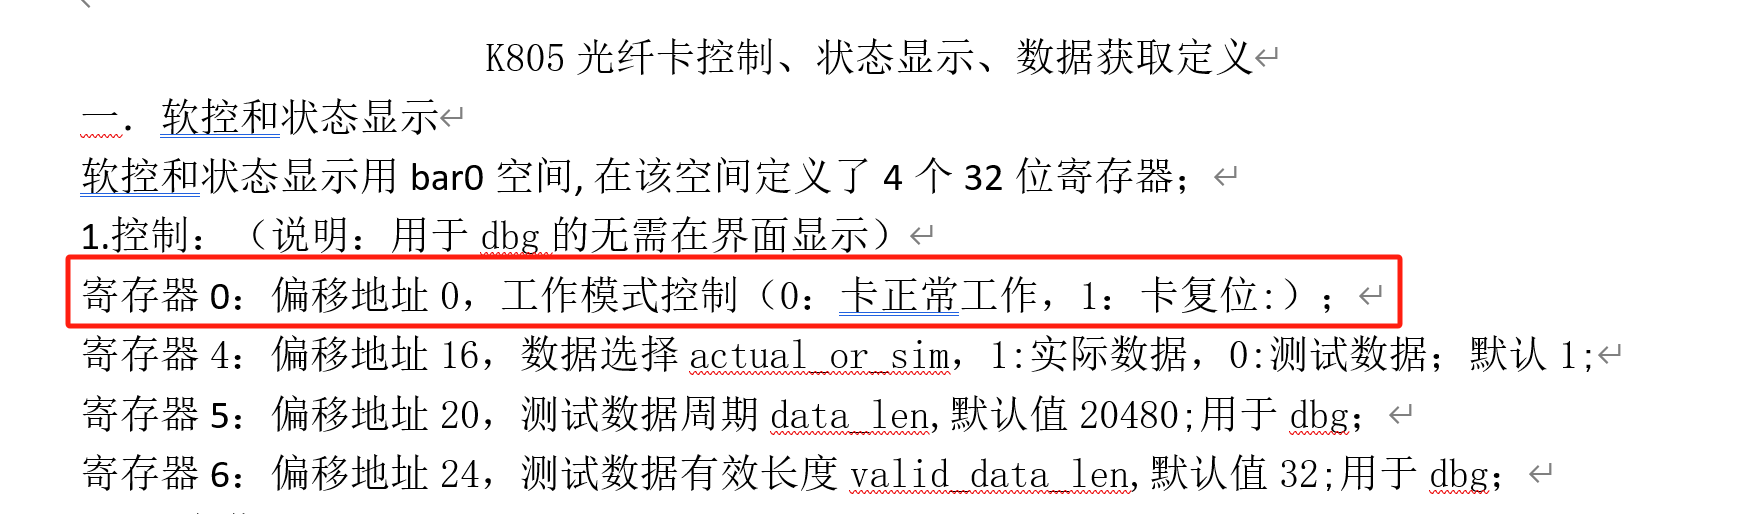 K805光纤卡控制、状态显示、数据获取定义↵
一．软控和状态显示↵
软控和状态显示用 bar0 空间,在该空间定义了 4 个 32 位寄存器；↵
1.控制：（说明：用于 dbg 的无需在界面显示）↵
寄存器 0：偏移地址 0，工作模式控制（0：卡正常工作，1：卡复位:）；↵
寄存器 4：偏移地址 16，数据选择 actual_or_sim，1:实际数据，0:测试数据；默认 1;↵
寄存器 5：偏移地址 20，测试数据周期 data_len,默认值 20480;用于 dbg；↵
寄存器 6：偏移地址 24，测试数据有效长度 valid_data_len,默认值 32;用于 dbg；↵